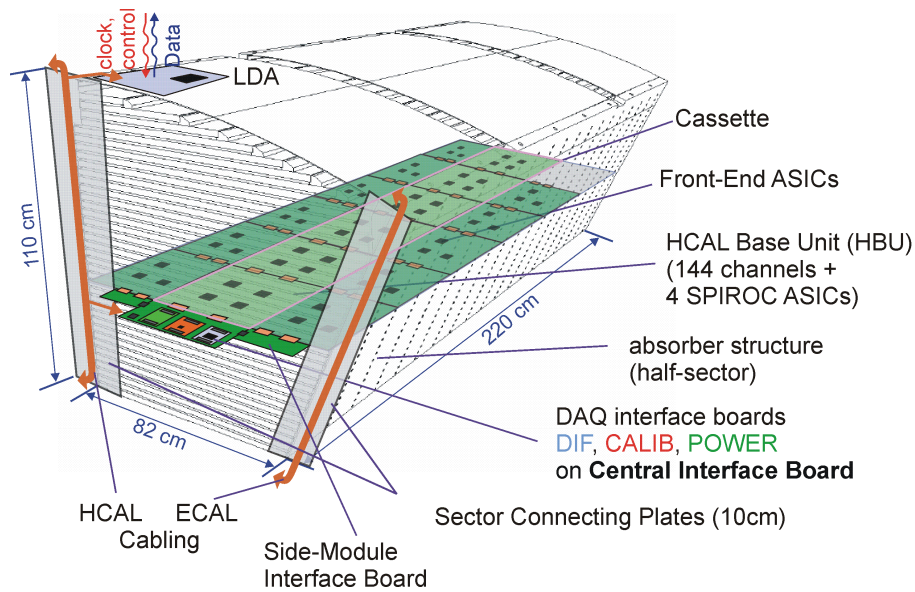 clock,
control
Data
LDA
Cassette
Front-End ASICs
HCAL Base Unit (HBU)
(144 channels +
4 SPIROC ASICs)
110 cm
220 cm
absorber structure
(half-sector)
82 cm
DAQ interface boards
DIF, CALIB, POWER
on Central Interface Board
HCAL ECAL
Cabling
Sector Connecting Plates (10cm)
Side-Module
Interface Board